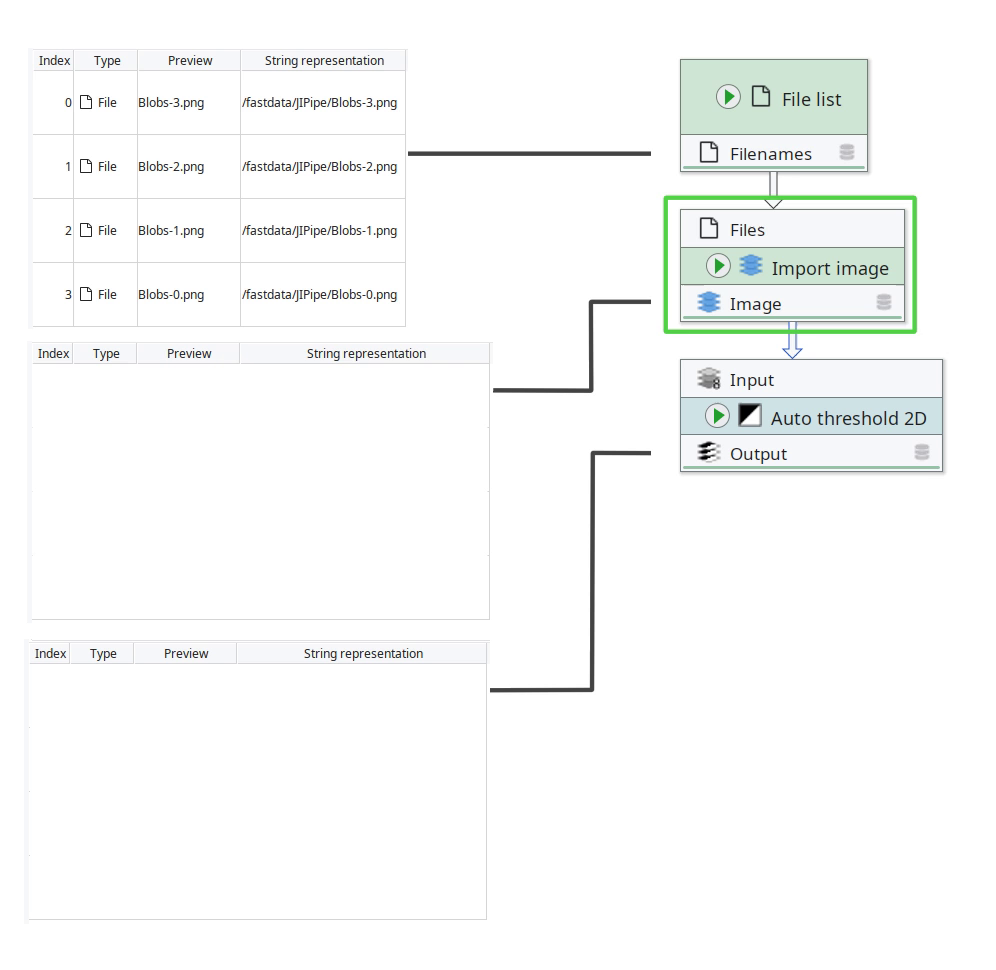 Index Type Preview String representation
0 File Blobs-3.png /fastdata/JIPipe/Blobs-3.png
1 File Blobs-2.png /fastdata/JIPipe/Blobs-2.png
2 File Blobs-1.png /fastdata/JIPipe/Blobs-1.png
3 File Blobs-0.png /fastdata/JIPipe/Blobs-0.png
Index Type Preview String representation
Index Type Preview String representation
File list
Filenames
Files
Import image
Image
8 Input
Auto threshold 2D
Output